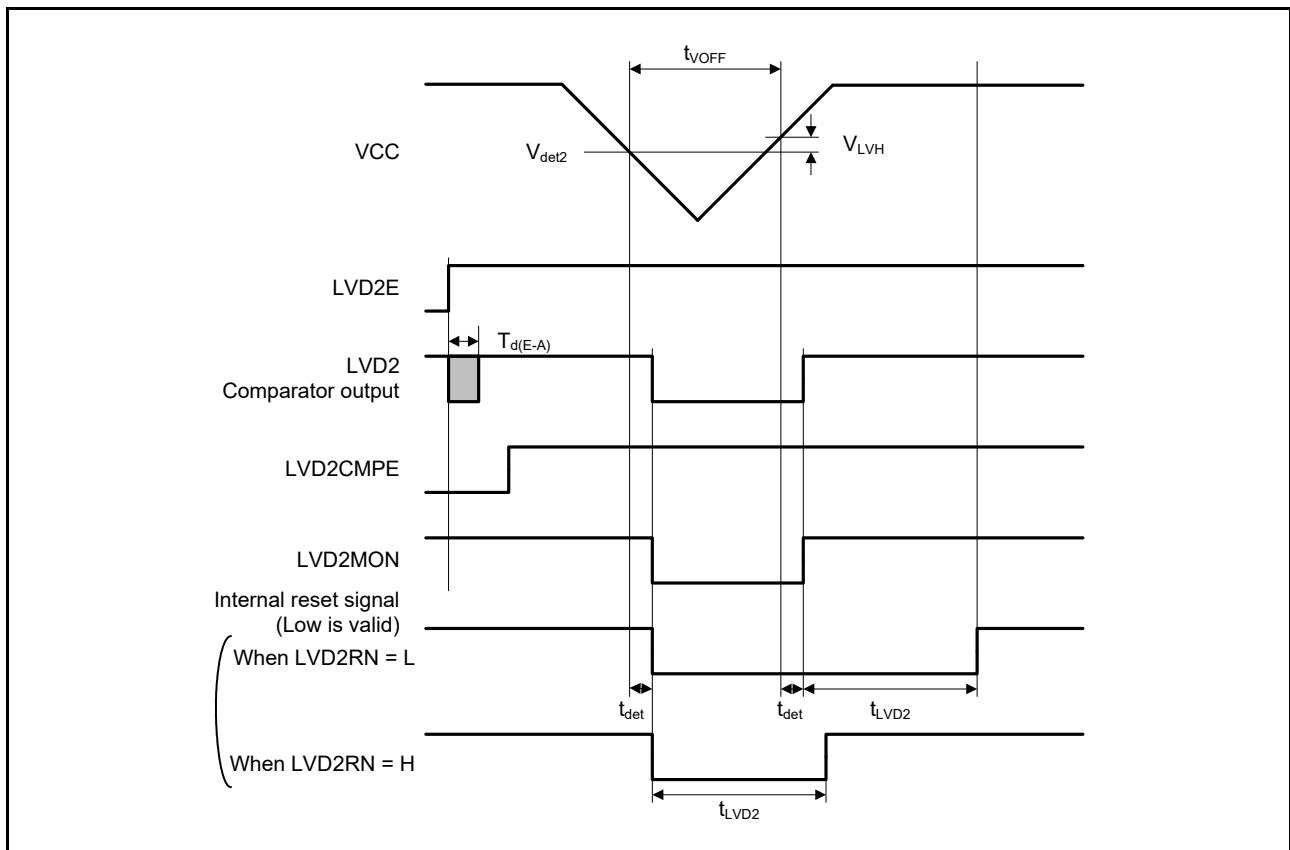 tVOFF
VCC
Vdet2
VLVH
LVD2E
Td(E-A)
LVD2
Comparator output
LVD2CMPE
LVD2MON
Internal reset signal
(Low is valid)
When LVD2RN = L
tdet
tdet
tLVD2
When LVD2RN = H
tLVD2